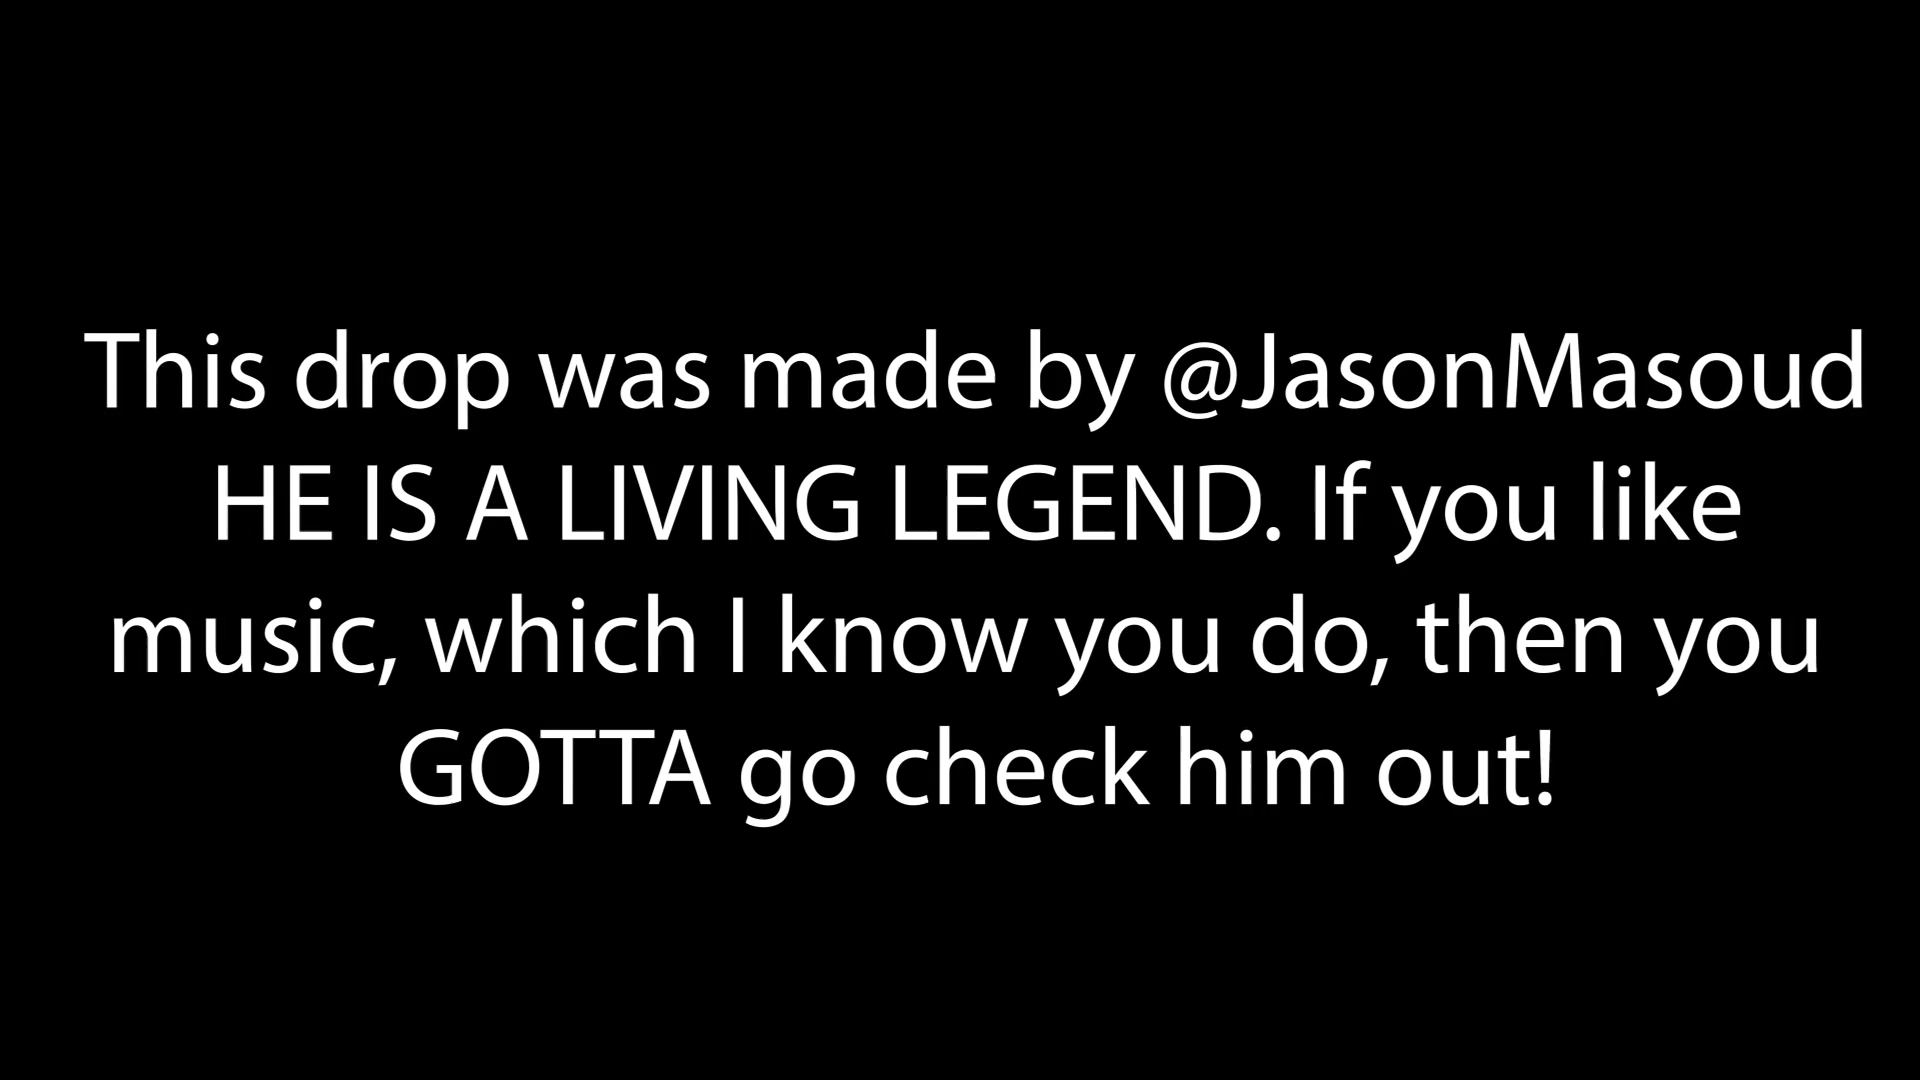 This drop was made by @JasonMasoud
HE IS A LIVING LEGEND. If you like
music, which I know you do, then you
GOTTA go check him out!